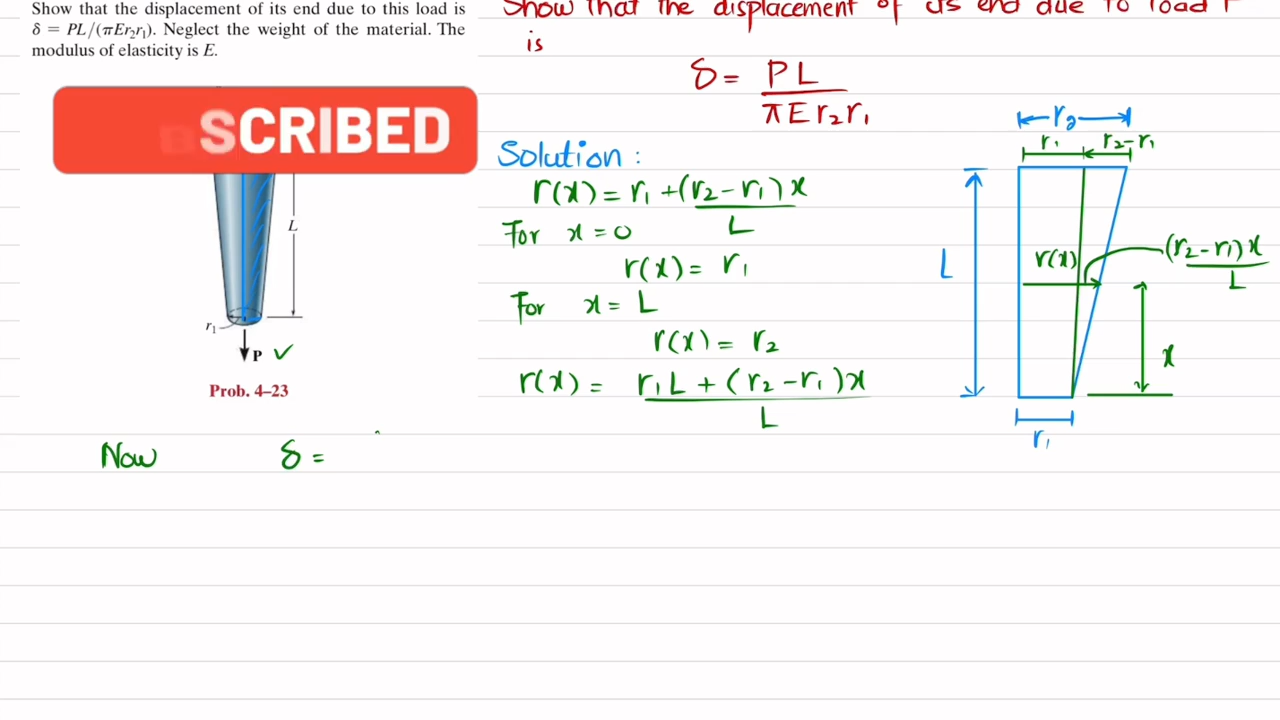 Show that the displacement of its end due to this load is
δ = PL/(πEr₂r₁). Neglect the weight of the material. The
modulus of elasticity is E.
SCRIBED
L
r₁
P ✓
Prob. 4–23
Show that the displacement of its end due to load P
is
δ = PL / πEr₂r₁
Solution :
r(x) = r₁ + (r₂ − r₁)x / L
For x = 0
r(x) = r₁
For x = L
r(x) = r₂
r(x) = r₁L + (r₂ − r₁)x / L
r₂
r₁ r₂−r₁
L
r(x)
(r₂ − r₁)x / L
x
r₁
Now δ =